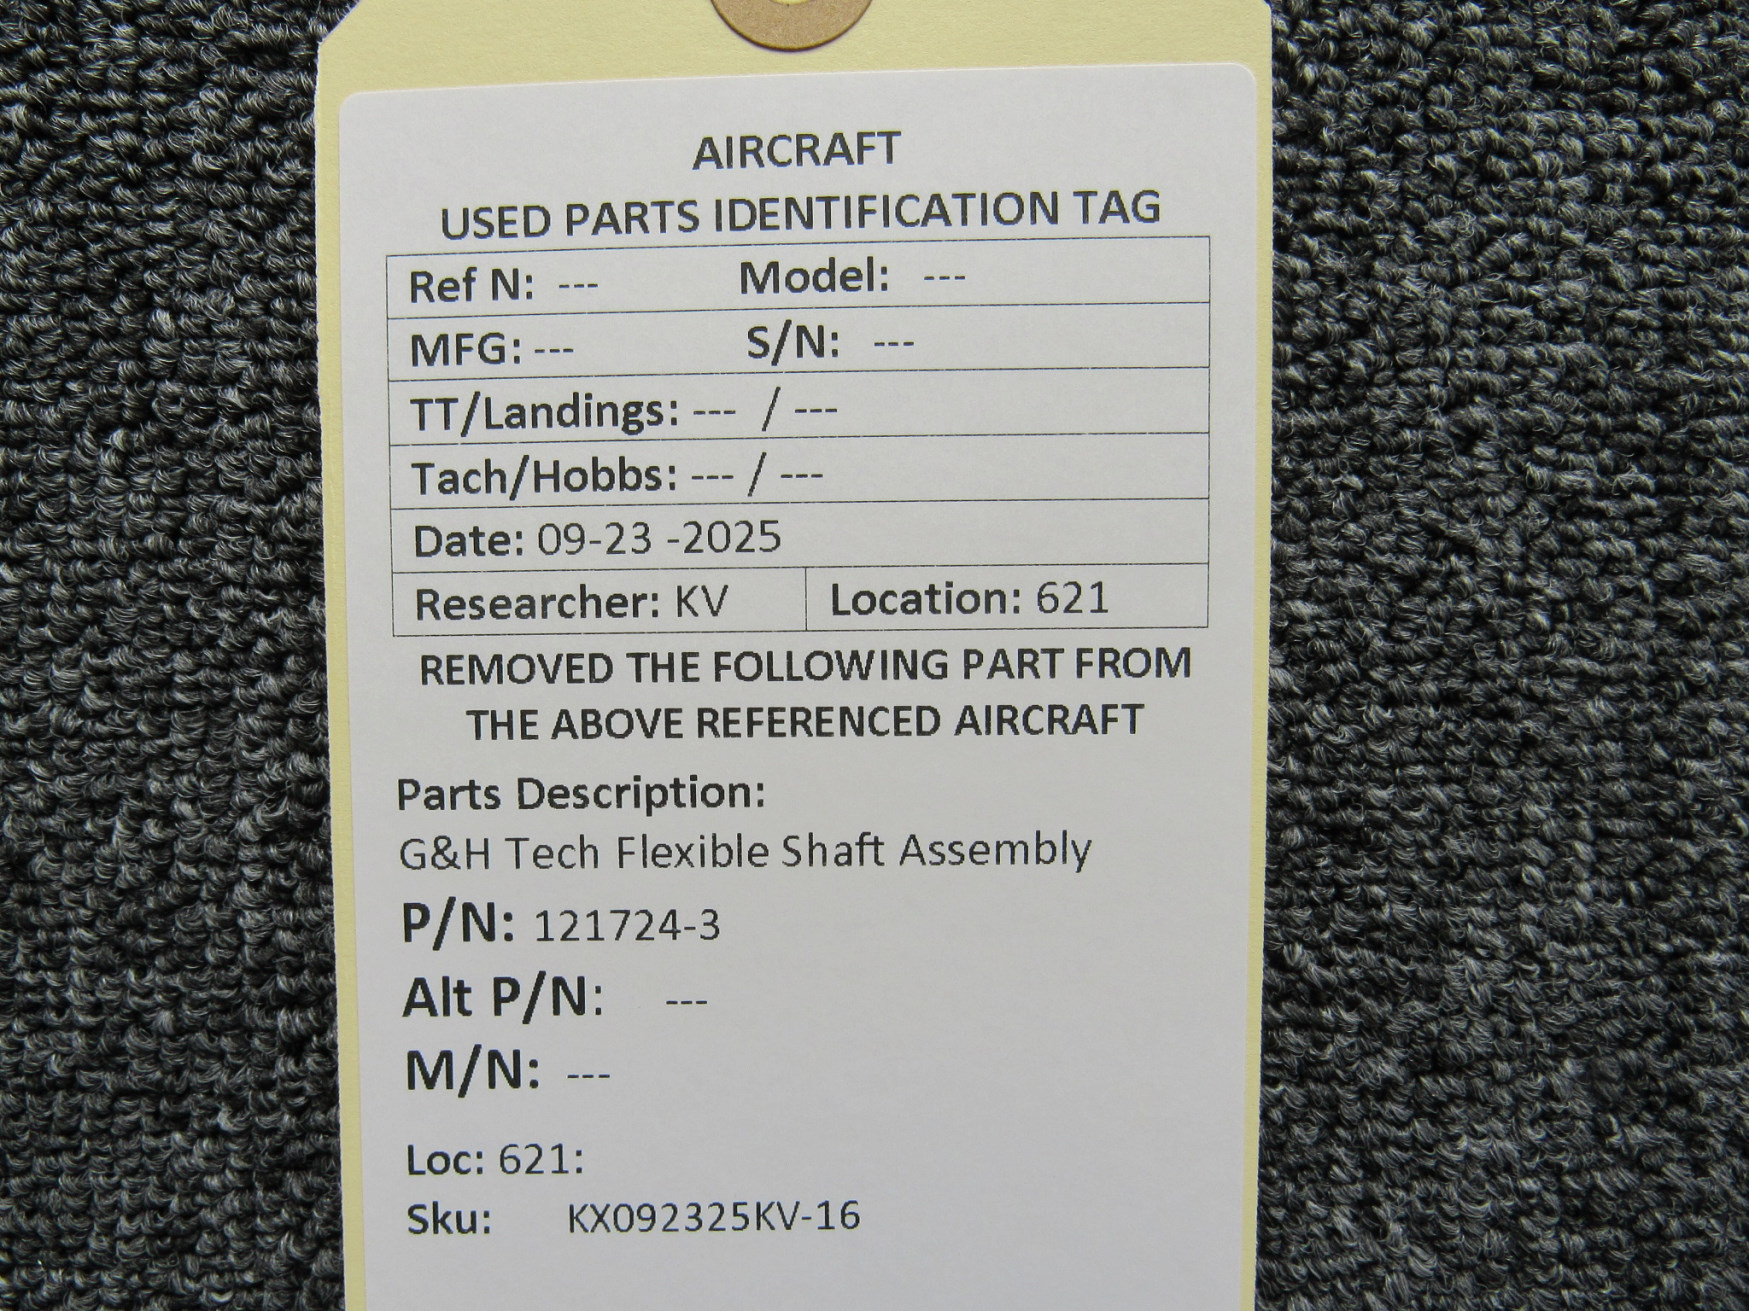 AIRCRAFT
USED PARTS IDENTIFICATION TAG
Ref N: --- Model: ---
MFG: --- S/N: ---
TT/Landings: --- / ---
Tach/Hobbs: --- / ---
Date: 09-23 -2025
Researcher: KV Location: 621
REMOVED THE FOLLOWING PART FROM
THE ABOVE REFERENCED AIRCRAFT
Parts Description:
G&H Tech Flexible Shaft Assembly
P/N: 121724-3
Alt P/N: ---
M/N: ---
Loc: 621:
Sku: KX092325KV-16